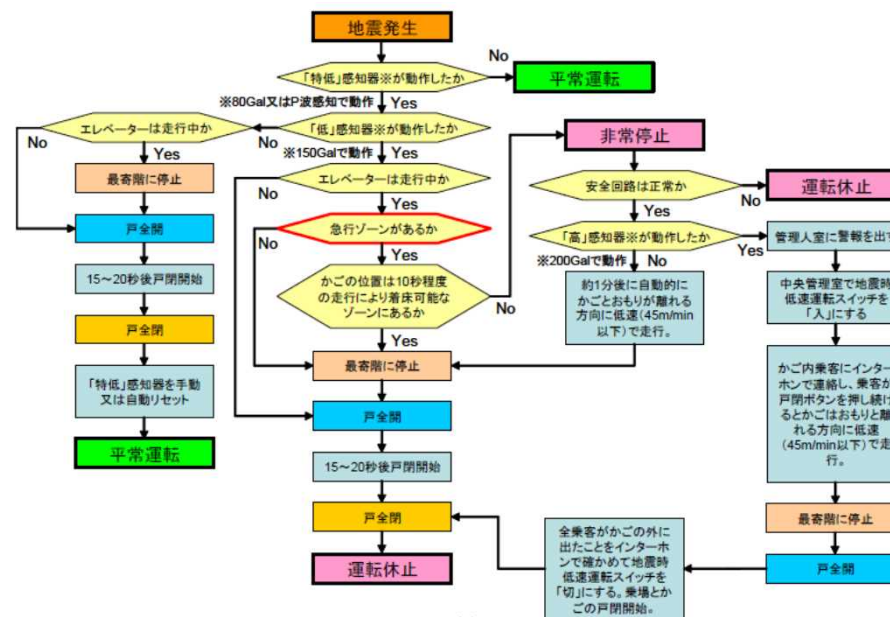 地震発生
No
「特低」感知器※が動作したか
平常運転
※80Gal又はP波感知で動作
Yes
エレベーターは走行中か
「低」感知器※が動作したか
No
非常停止
No
Yes
※150Galで動作
Yes
No
最寄階に停止
No
エレベーターは走行中か
安全回路は正常か
運転休止
Yes
No
Yes
戸全開
No
急行ゾーンがあるか
「高」感知器※が動作したか
管理人室に警報を出す
Yes
※200Galで動作
No
Yes
15～20秒後戸閉開始
かごの位置は10秒程度
の走行により着床可能な
ゾーンにあるか
No
約1分後に自動的に
かごとおもりが離れる
方向に低速(45m/min
以下)で走行。
中央管理室で地震時
低速運転スイッチを
「入」にする
戸全閉
Yes
最寄階に停止
かご内乗客にインター
ホンで連絡し、乗客が
戸閉ボタンを押し続け
るとかごはおもりと離
れる方向に低速
(45m/min以下)で走
行。
「特低」感知器を手動
又は自動リセット
戸全開
平常運転
15～20秒後戸閉開始
最寄階に停止
戸全閉
全乗客がかごの外に
出たことをインターホ
ンで確かめて地震時
低速運転スイッチを
「切」にする。乗場とか
ごの戸閉開始。
戸全開
運転休止